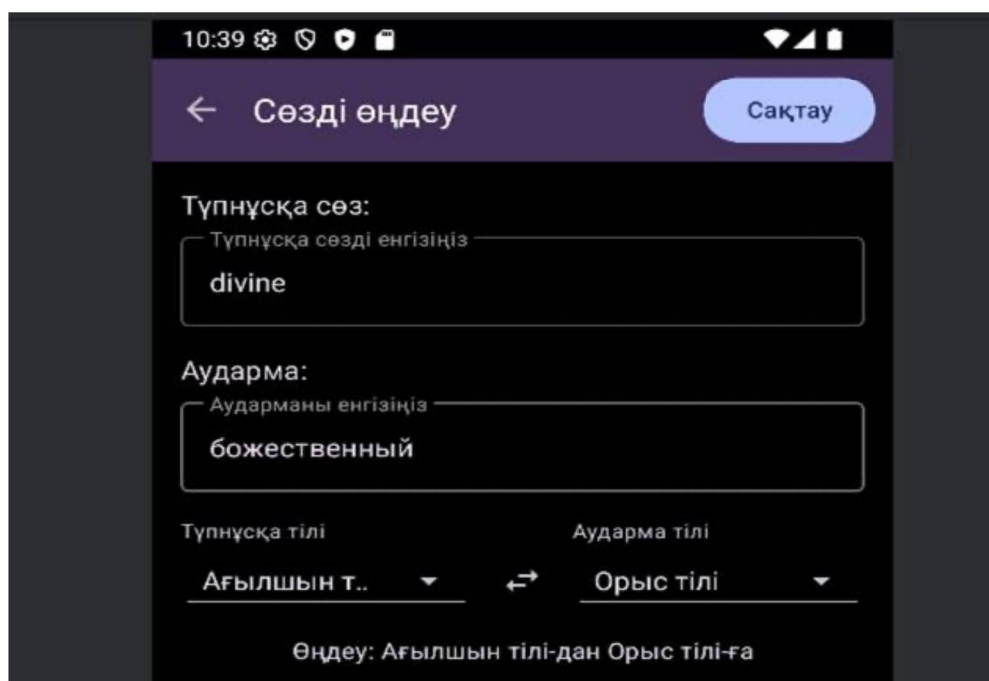 10:39
Сөзді өңдеу
Сақтау
Түпнұсқа сөз:
Түпнұсқа сөзді енгізіңіз
divine
Аударма:
Аударманы енгізіңіз
божественный
Түпнұсқа тілі Аударма тілі
Ағылшын т.. Орыс тілі
Өңдеу: Ағылшын тілі-дан Орыс тілі-ға